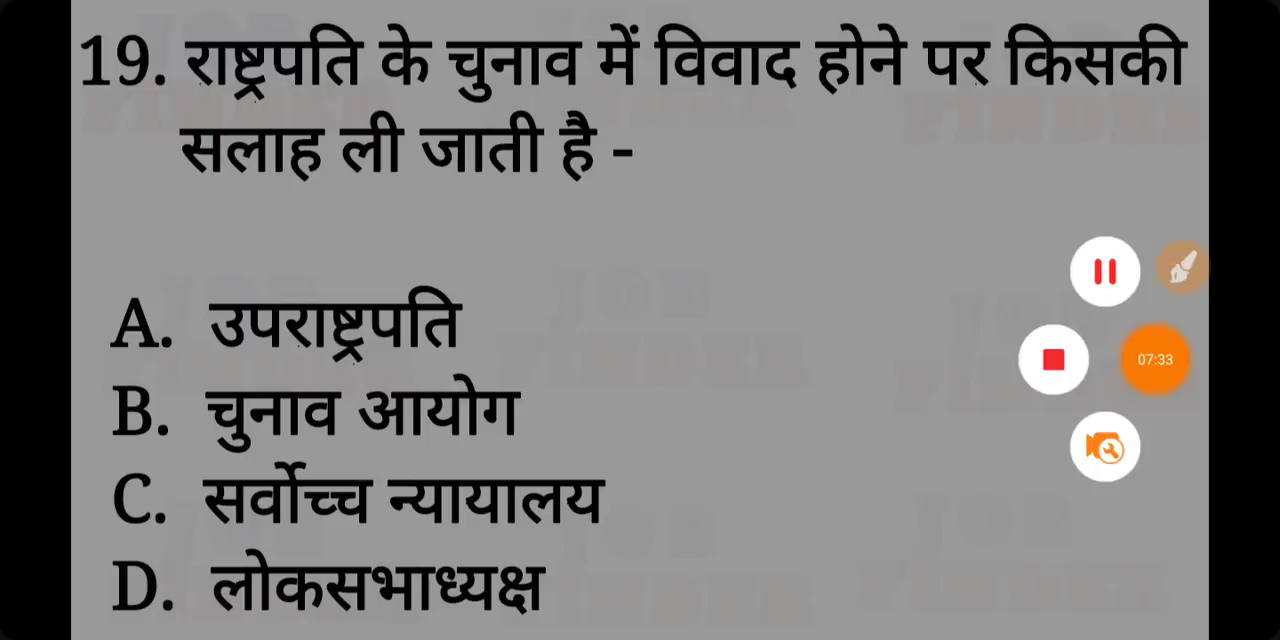 19. राष्ट्रपति के चुनाव में विवाद होने पर किसकी
सलाह ली जाती है -
A. उपराष्ट्रपति
B. चुनाव आयोग
C. सर्वोच्च न्यायालय
D. लोकसभाध्यक्ष
07:33